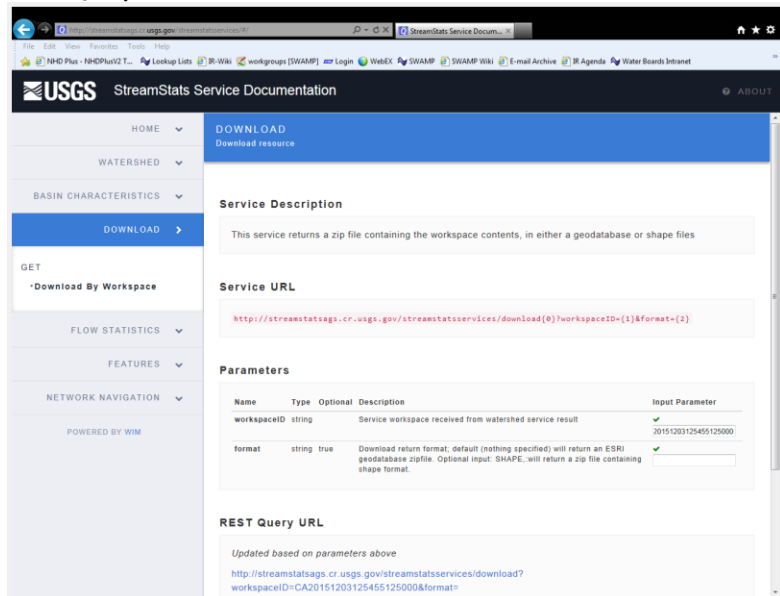 http://streamstatsags.cr.usgs.gov/streamstatsservices/#/
StreamStats Service Docum...
File Edit View Favorites Tools Help
NHD Plus - NHDPlusV2 T... Lookup Lists IR-Wiki workgroups [SWAMP] Login WebEX SWAMP SWAMP Wiki E-mail Archive IR Agenda Water Boards Intranet
USGS StreamStats Service Documentation
ABOUT
HOME
WATERSHED
BASIN CHARACTERISTICS
DOWNLOAD
GET
Download By Workspace
FLOW STATISTICS
FEATURES
NETWORK NAVIGATION
POWERED BY WIM
DOWNLOAD
Download resource
Service Description
This service returns a zip file containing the workspace contents, in either a geodatabase or shape files
Service URL
http://streamstatsags.cr.usgs.gov/streamstatsservices/download{0}?workspaceID={1}&format={2}
Parameters
Name Type Optional Description Input Parameter
workspaceID string Service workspace received from watershed service result
20151203125455125000
format string true Download return format; default (nothing specified) will return an ESRI
geodatabase zipfile. Optional input: SHAPE,:will return a zip file containing
shape format.
REST Query URL
Updated based on parameters above
http://streamstatsags.cr.usgs.gov/streamstatsservices/download?
workspaceID=CA20151203125455125000&format=